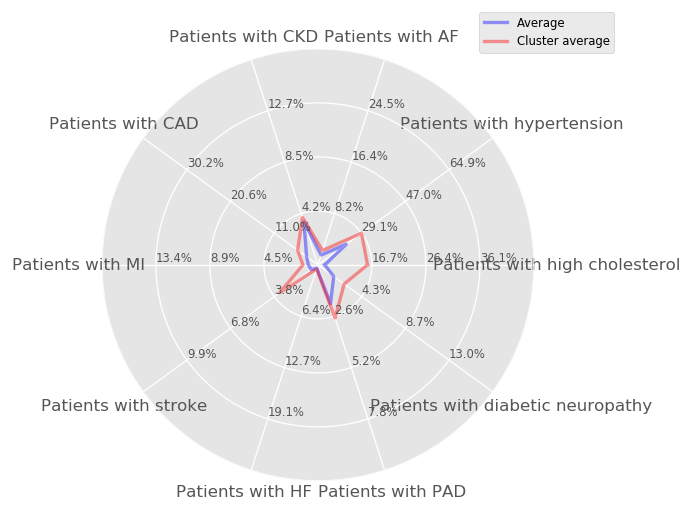 Average
Cluster average
Patients with CKD
Patients with AF
12.7%
24.5%
Patients with CAD
Patients with hypertension
8.5%
16.4%
30.2%
64.9%
20.6%
47.0%
4.2%
8.2%
11.0%
29.1%
Patients with MI
13.4%
8.9%
4.5%
16.7%
26.4%
36.1%
Patients with high cholesterol
3.8%
4.3%
6.4%
2.6%
6.8%
8.7%
9.9%
13.0%
12.7%
5.2%
Patients with stroke
Patients with diabetic neuropathy
19.1%
7.8%
Patients with HF
Patients with PAD